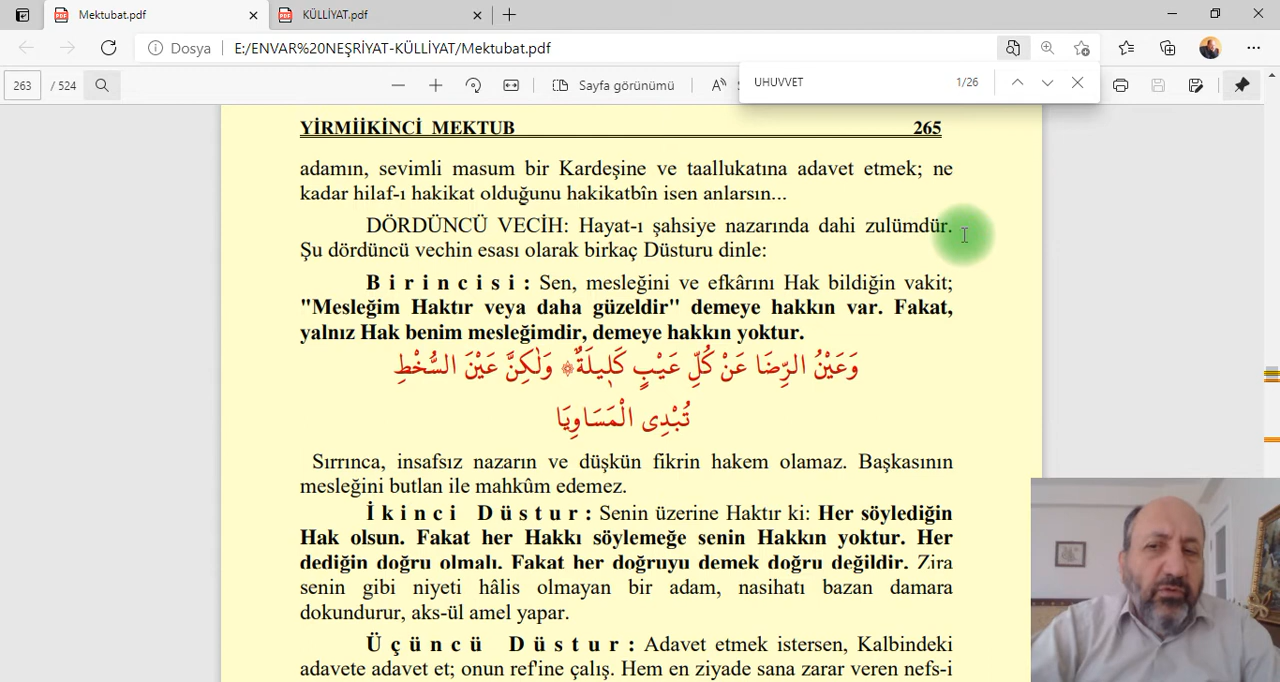 Mektubat.pdf
KÜLLİYAT.pdf
Dosya
E:/ENVAR%20NEŞRİYAT-KÜLLİYAT/Mektubat.pdf
263 / 524
Sayfa görünümü
UHUVVET 1/26
YİRMİİKİNCİ MEKTUB 265
adamın, sevimli masum bir Kardeşine ve taallukatına adavet etmek; ne
kadar hilaf-ı hakikat olduğunu hakikatbîn isen anlarsın...
DÖRDÜNCÜ VECİH: Hayat-ı şahsiye nazarında dahi zulümdür.
Şu dördüncü vechin esası olarak birkaç Düsturu dinle:
B i r i n c i s i : Sen, mesleğini ve efkârını Hak bildiğin vakit;
"Mesleğim Haktır veya daha güzeldir" demeye hakkın var. Fakat,
yalnız Hak benim mesleğimdir, demeye hakkın yoktur.
وَعَيْنُ الرِّضَا عَنْ كُلِّ عَيْبٍ كَلِيلَةٌ ۞ وَلٰكِنَّ عَيْنَ السُّخْطِ
تُبْدِى الْمَسَاوِيَا
Sırrınca, insafsız nazarın ve düşkün fikrin hakem olamaz. Başkasının
mesleğini butlan ile mahkûm edemez.
İ k i n c i D ü s t u r : Senin üzerine Haktır ki: Her söylediğin
Hak olsun. Fakat her Hakkı söylemeğe senin Hakkın yoktur. Her
dediğin doğru olmalı. Fakat her doğruyu demek doğru değildir. Zira
senin gibi niyeti hâlis olmayan bir adam, nasihatı bazan damara
dokundurur, aks-ül amel yapar.
Ü ç ü n c ü D ü s t u r : Adavet etmek istersen, Kalbindeki
adavete adavet et; onun ref'ine çalış. Hem en ziyade sana zarar veren nefs-i